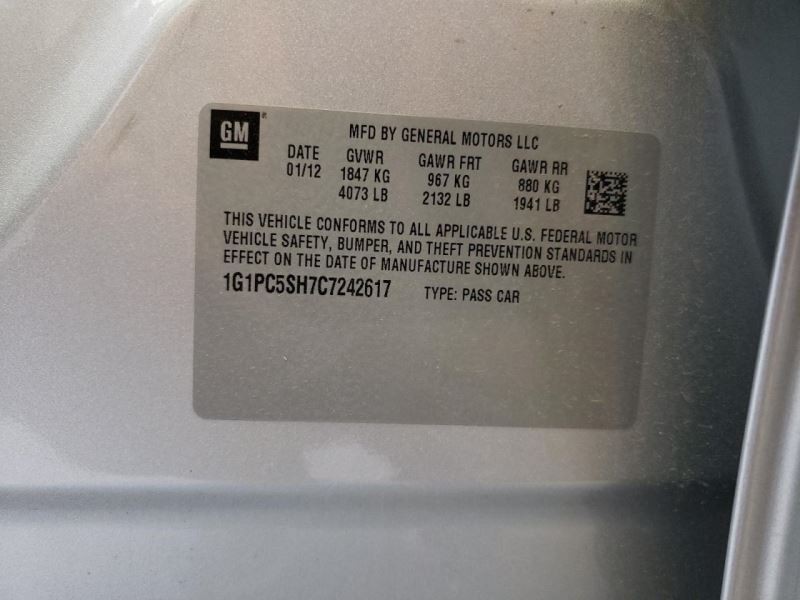 GM®
MFD BY GENERAL MOTORS LLC
DATE GVWR GAWR FRT GAWR RR
01/12 1847 KG 967 KG 880 KG
4073 LB 2132 LB 1941 LB
THIS VEHICLE CONFORMS TO ALL APPLICABLE U.S. FEDERAL MOTOR
VEHICLE SAFETY, BUMPER, AND THEFT PREVENTION STANDARDS IN
EFFECT ON THE DATE OF MANUFACTURE SHOWN ABOVE.
1G1PC5SH7C7242617 TYPE: PASS CAR